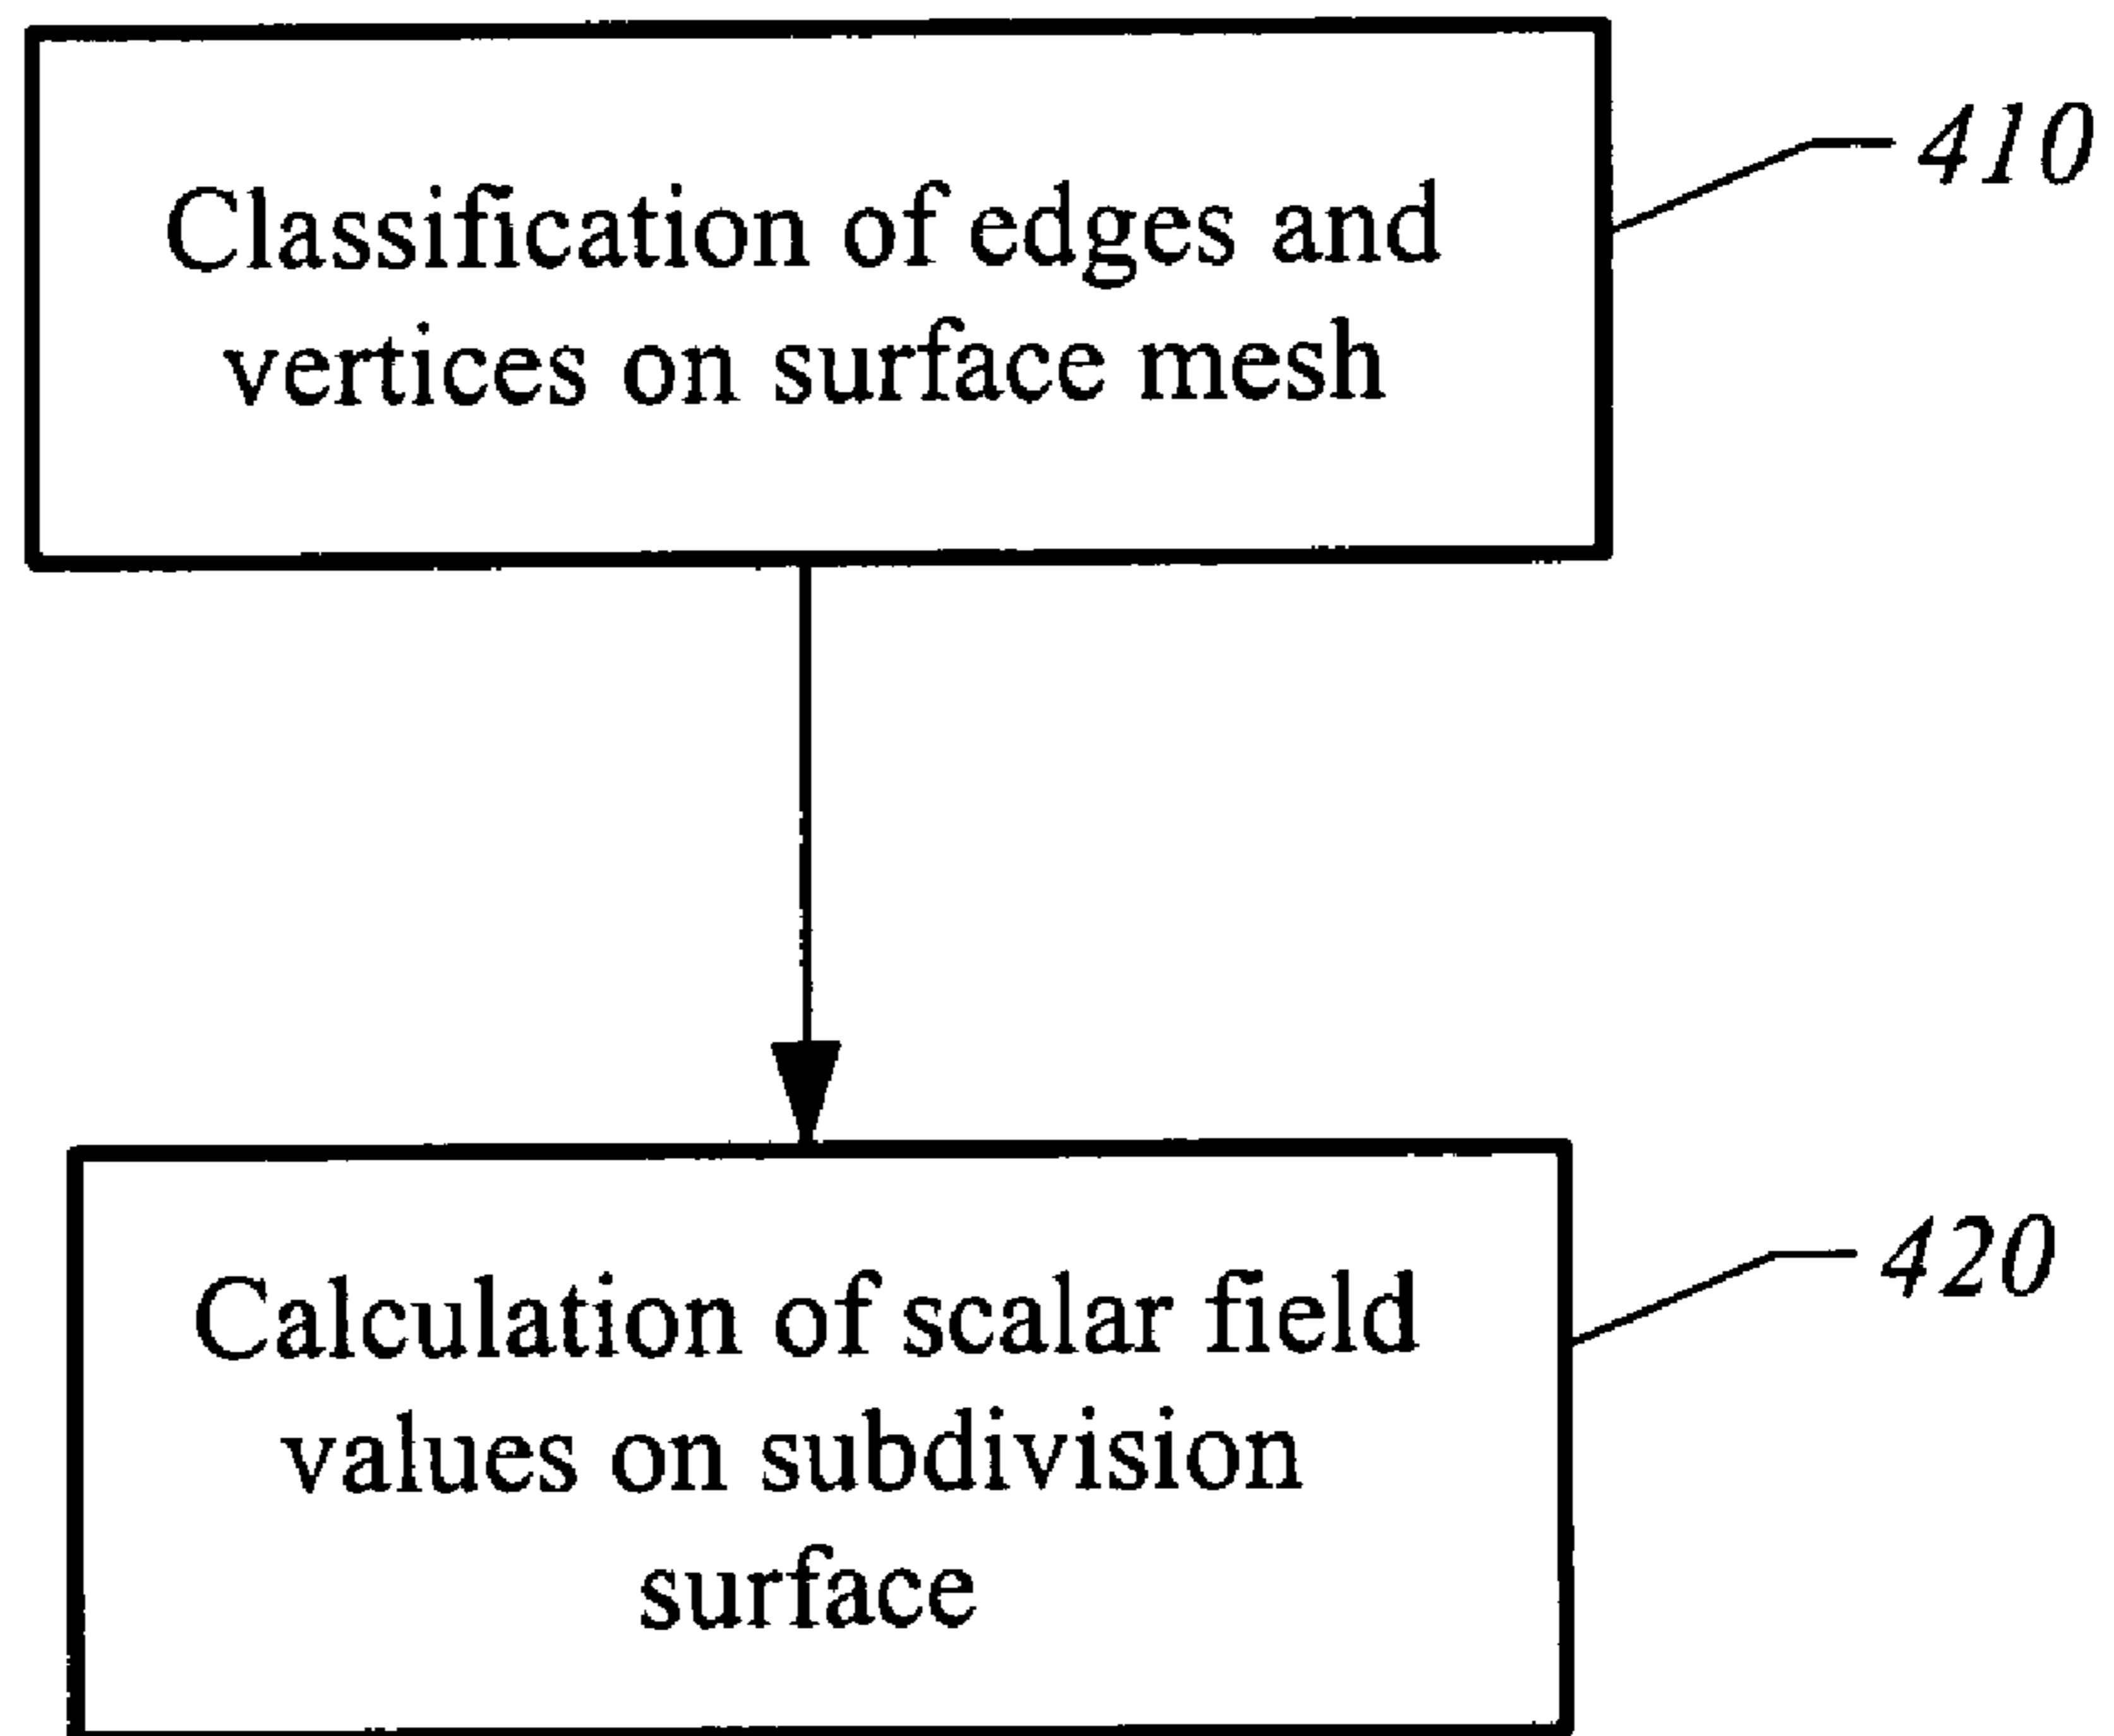 Classification of edges and
vertices on surface mesh
410
Calculation of scalar field
values on subdivision
surface
420